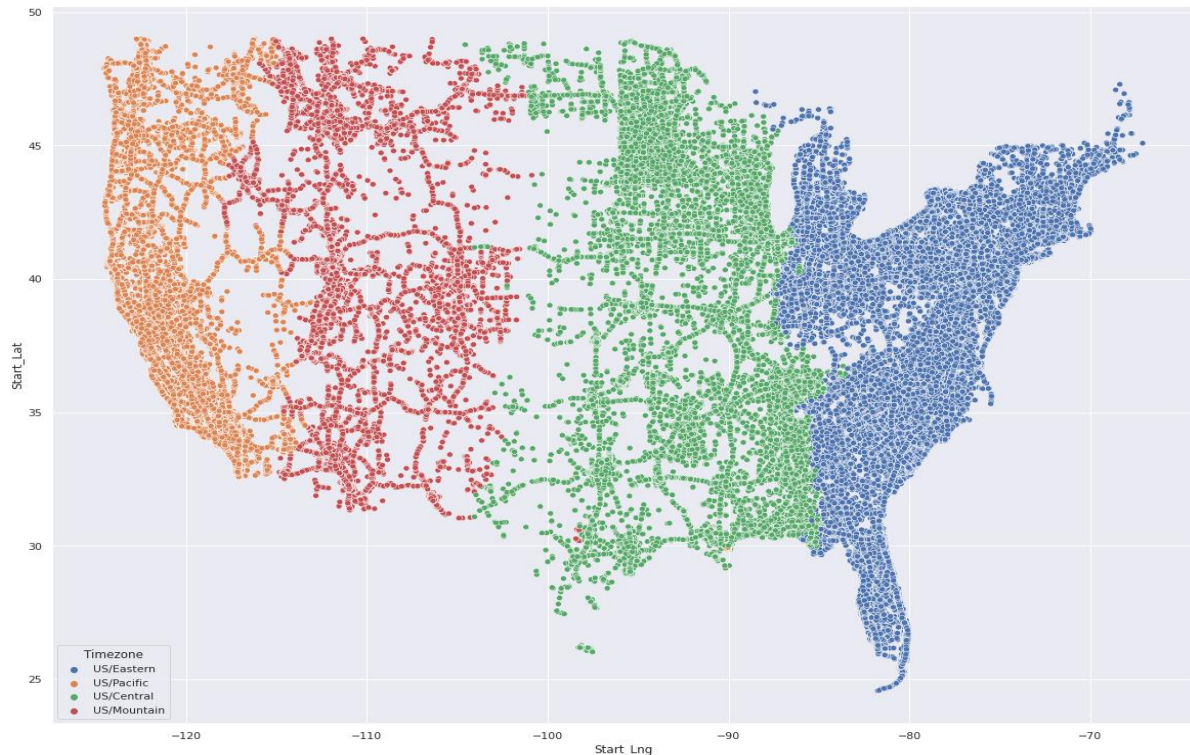 50
45
40
35
30
25
Start_Lat
Timezone
US/Eastern
US/Pacific
US/Central
US/Mountain
−120
−110
−100
−90
−80
−70
Start_Lng